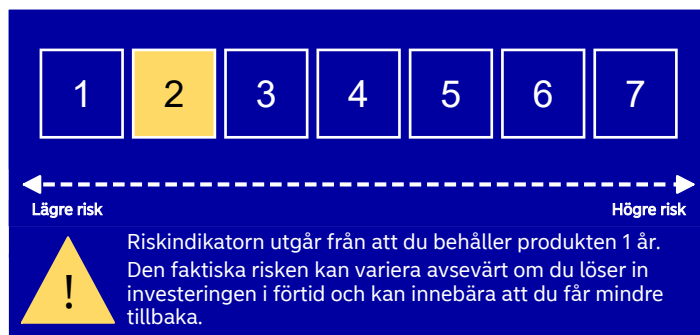 1 2 3 4 5 6 7
Lägre risk Högre risk
Riskindikatorn utgår från att du behåller produkten 1 år.
Den faktiska risken kan variera avsevärt om du löser in
investeringen i förtid och kan innebära att du får mindre
tillbaka.
!